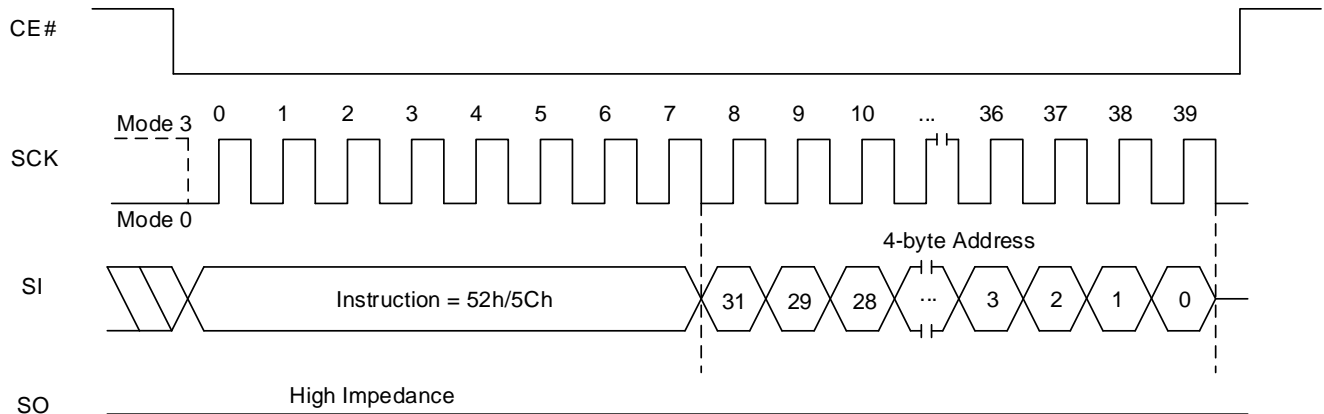 CE#
0 1 2 3 4 5 6 7 8 9 10 ... 36 37 38 39
Mode 3
SCK
Mode 0
4-byte Address
SI
Instruction = 52h/5Ch 31 29 28 ... 3 2 1 0
High Impedance
SO